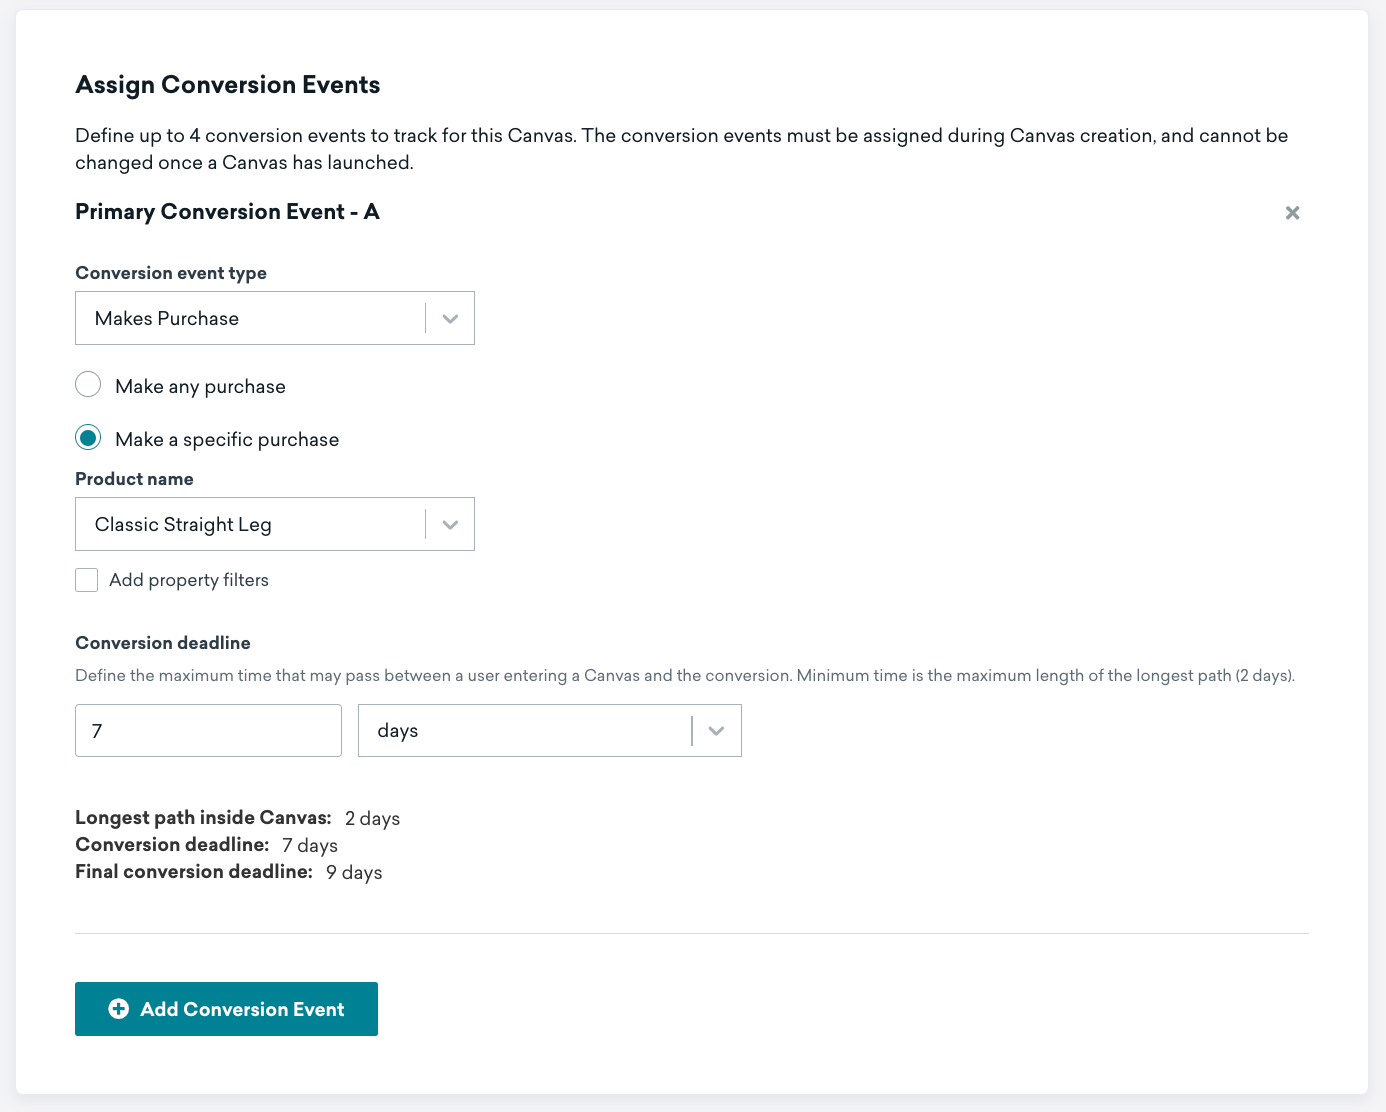 Assign Conversion Events
Define up to 4 conversion events to track for this Canvas. The conversion events must be assigned during Canvas creation, and cannot be
changed once a Canvas has launched.
Primary Conversion Event - A
Conversion event type
Makes Purchase
Make any purchase
Make a specific purchase
Product name
Classic Straight Leg
Add property filters
Conversion deadline
Define the maximum time that may pass between a user entering a Canvas and the conversion. Minimum time is the maximum length of the longest path (2 days).
7 days
Longest path inside Canvas: 2 days
Conversion deadline: 7 days
Final conversion deadline: 9 days
Add Conversion Event